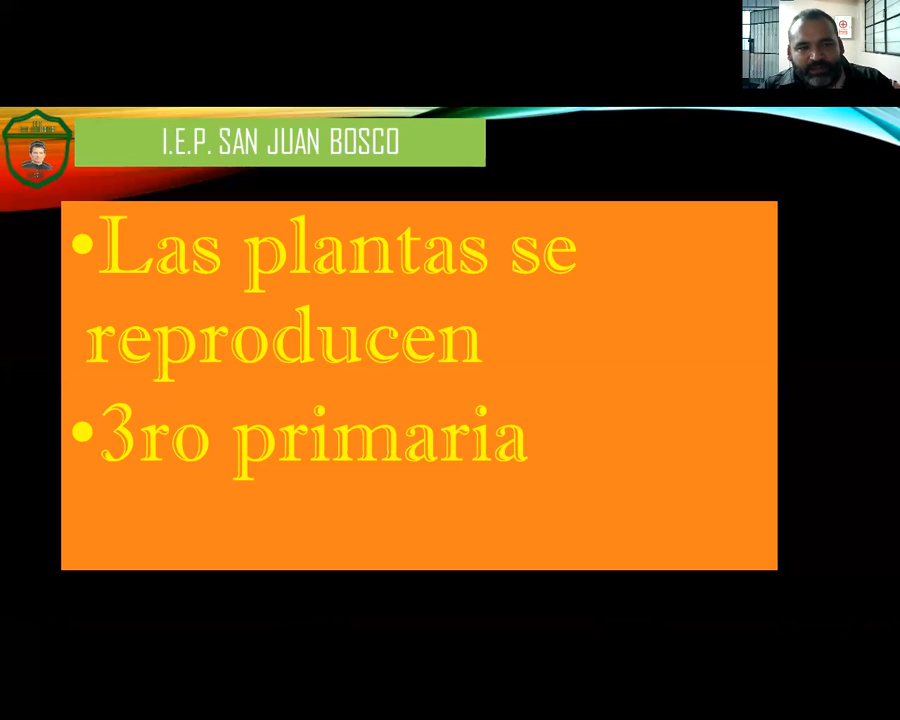 I.E.P. SAN JUAN BOSCO
•Las plantas se
reproducen
•3ro primaria